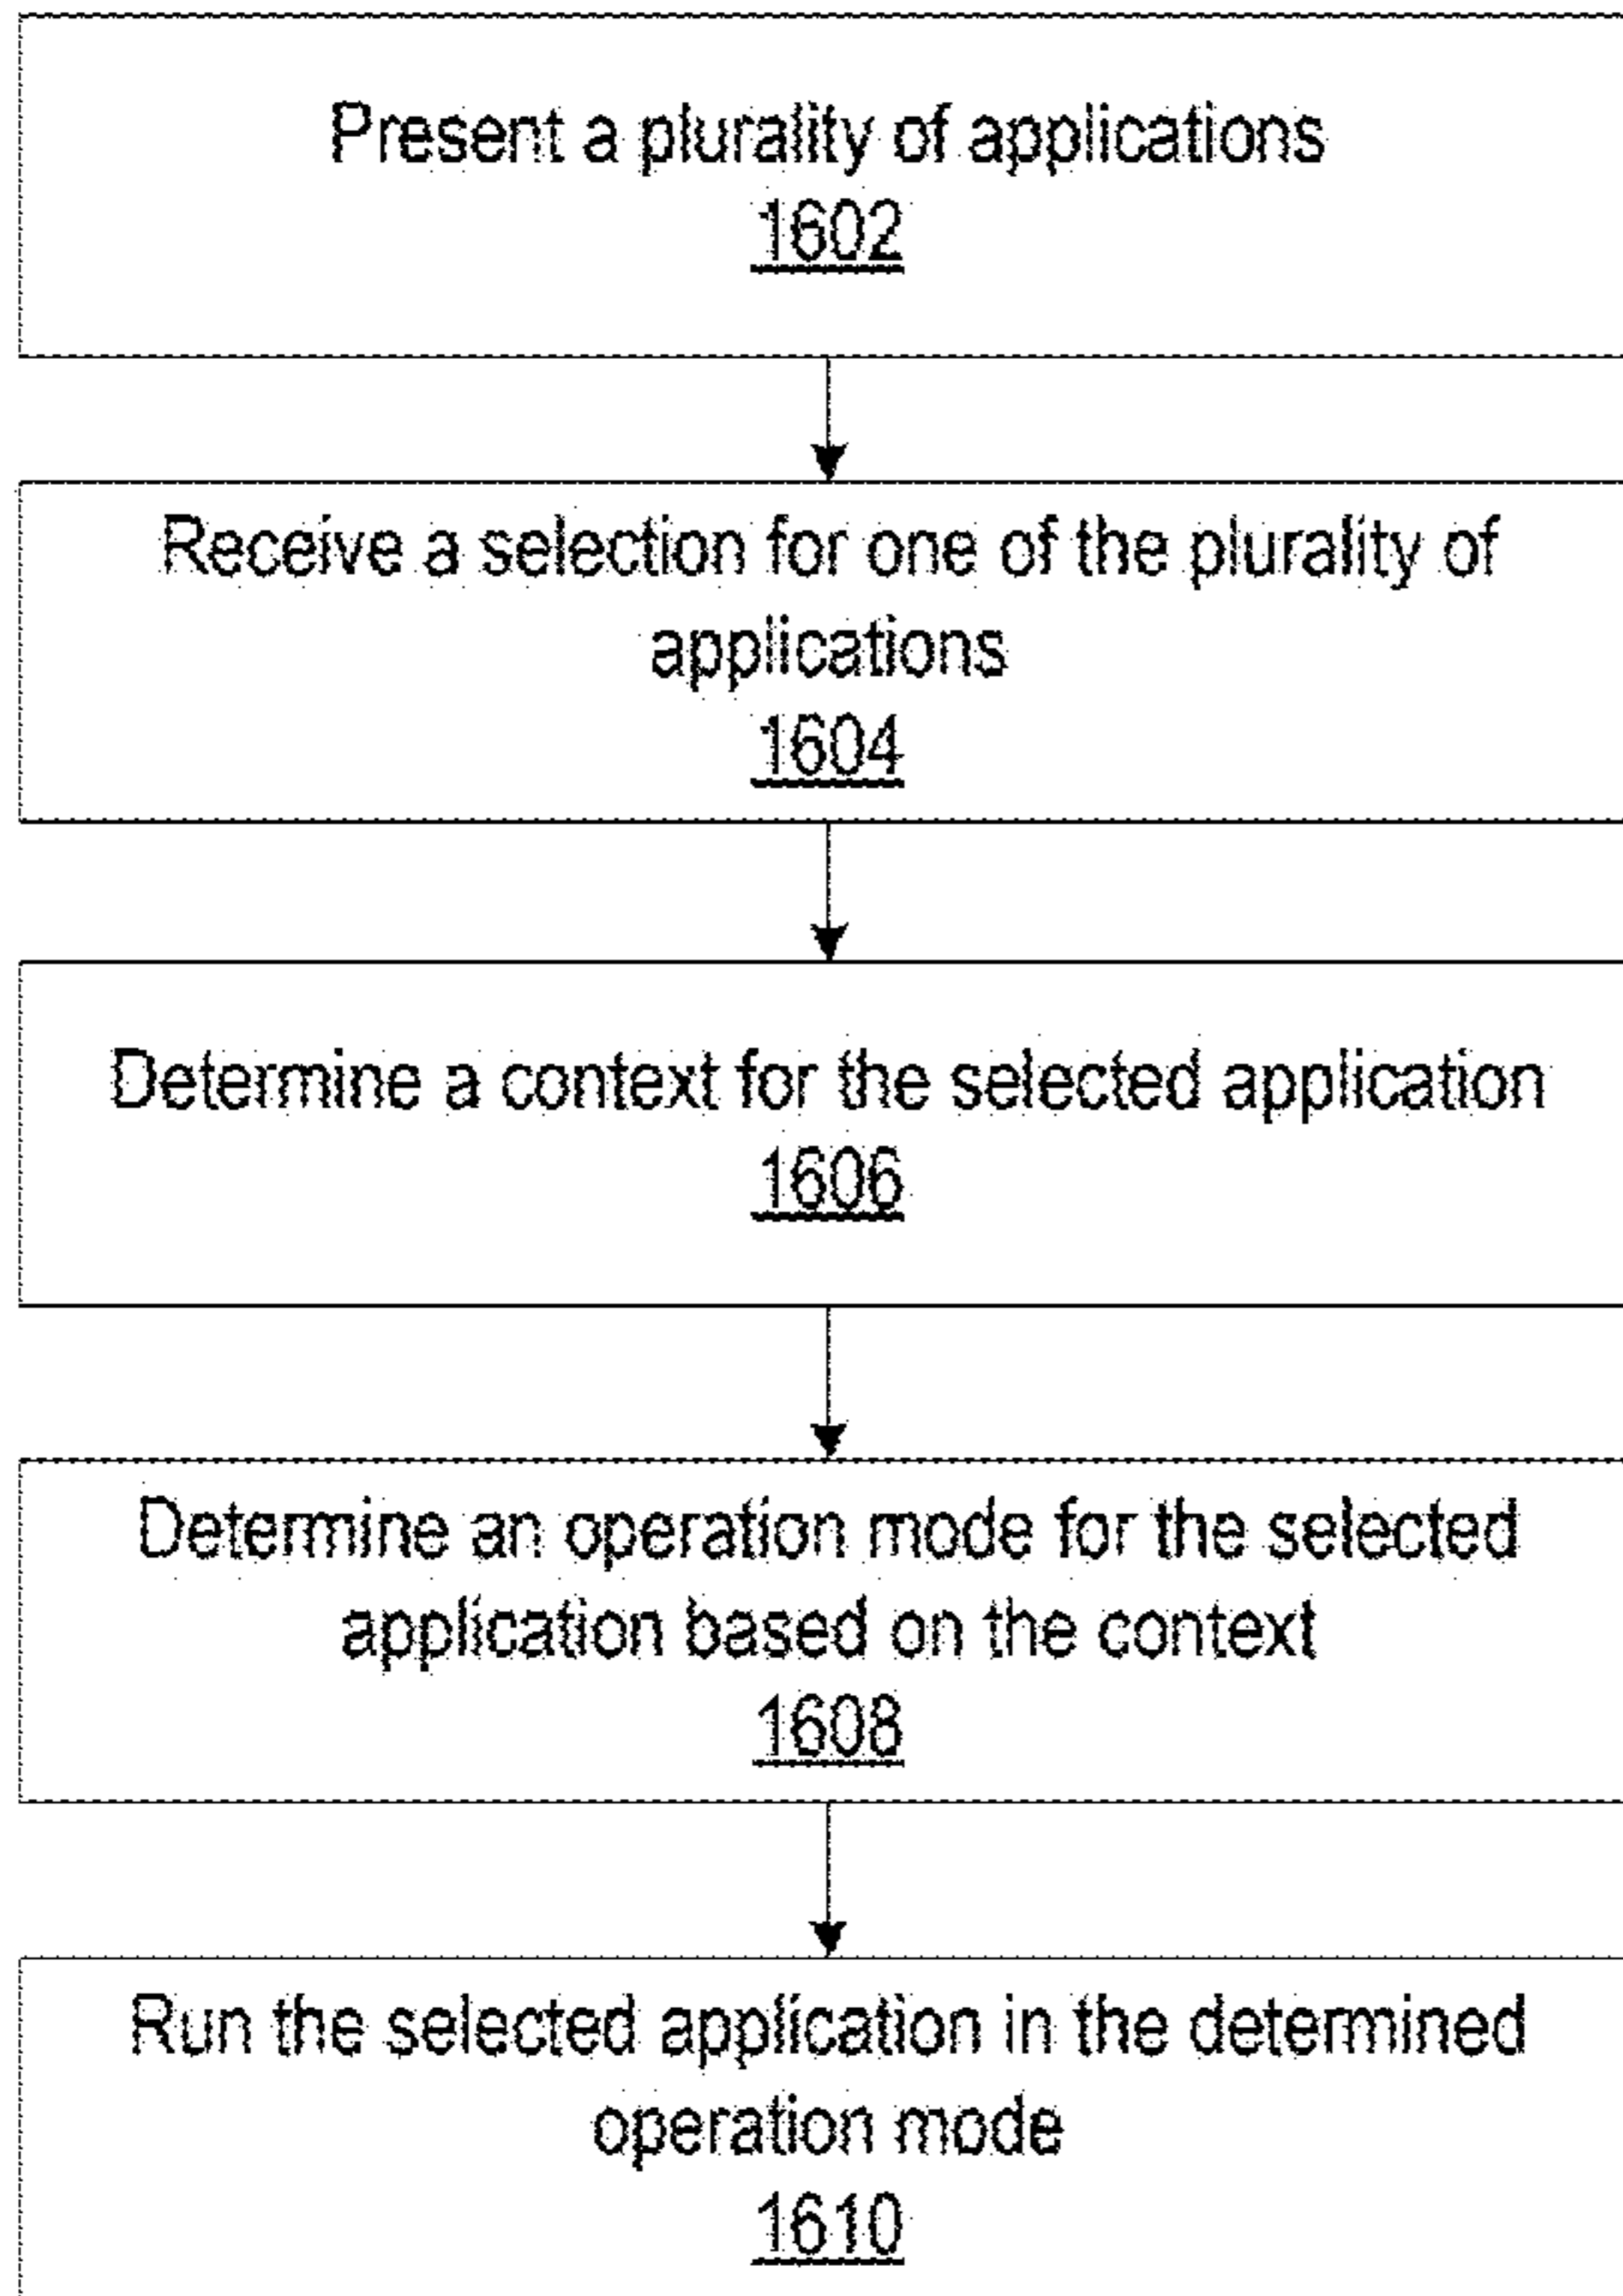 Present a plurality of applications
1602
Receive a selection for one of the plurality of
applications
1604
Determine a context for the selected application
1606
Determine an operation mode for the selected
application based on the context
1608
Run the selected application in the determined
operation mode
1610